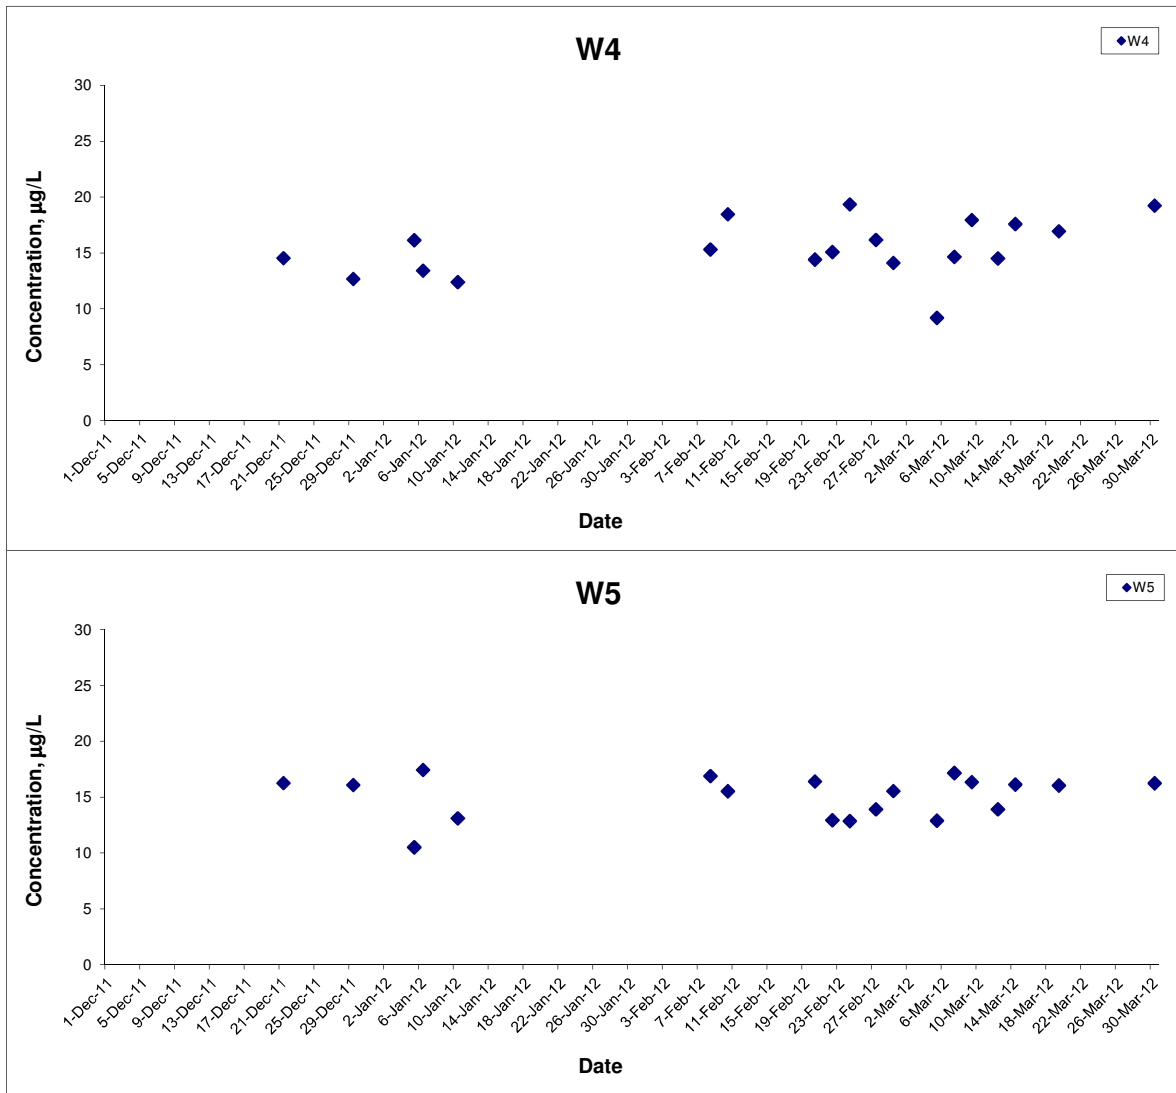 W4
W4
30
25
20
15
10
5
0
Concentration, µg/L
1-Dec-11
5-Dec-11
9-Dec-11
13-Dec-11
17-Dec-11
21-Dec-11
25-Dec-11
29-Dec-11
2-Jan-12
6-Jan-12
10-Jan-12
14-Jan-12
18-Jan-12
22-Jan-12
26-Jan-12
30-Jan-12
3-Feb-12
7-Feb-12
11-Feb-12
15-Feb-12
19-Feb-12
23-Feb-12
27-Feb-12
2-Mar-12
6-Mar-12
10-Mar-12
14-Mar-12
18-Mar-12
22-Mar-12
26-Mar-12
30-Mar-12
Date
W5
W5
30
25
20
15
10
5
0
Concentration, µg/L
1-Dec-11
5-Dec-11
9-Dec-11
13-Dec-11
17-Dec-11
21-Dec-11
25-Dec-11
29-Dec-11
2-Jan-12
6-Jan-12
10-Jan-12
14-Jan-12
18-Jan-12
22-Jan-12
26-Jan-12
30-Jan-12
3-Feb-12
7-Feb-12
11-Feb-12
15-Feb-12
19-Feb-12
23-Feb-12
27-Feb-12
2-Mar-12
6-Mar-12
10-Mar-12
14-Mar-12
18-Mar-12
22-Mar-12
26-Mar-12
30-Mar-12
Date